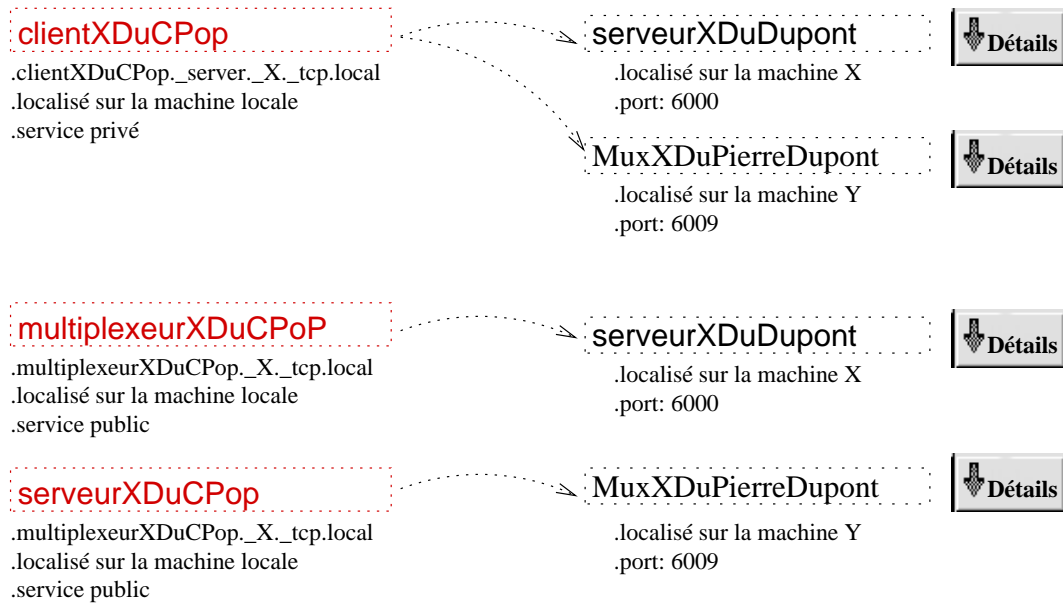 clientXDuCPop
.clientXDuCPop._server._X._tcp.local
.localisé sur la machine locale
.service privé
serveurXDuDupont
.localisé sur la machine X
.port: 6000
Détails
MuxXDuPierreDupont
.localisé sur la machine Y
.port: 6009
Détails
multiplexeurXDuCPoP
.multiplexeurXDuCPop._X._tcp.local
.localisé sur la machine locale
.service public
serveurXDuDupont
.localisé sur la machine X
.port: 6000
Détails
serveurXDuCPop
.multiplexeurXDuCPop._X._tcp.local
.localisé sur la machine locale
.service public
MuxXDuPierreDupont
.localisé sur la machine Y
.port: 6009
Détails